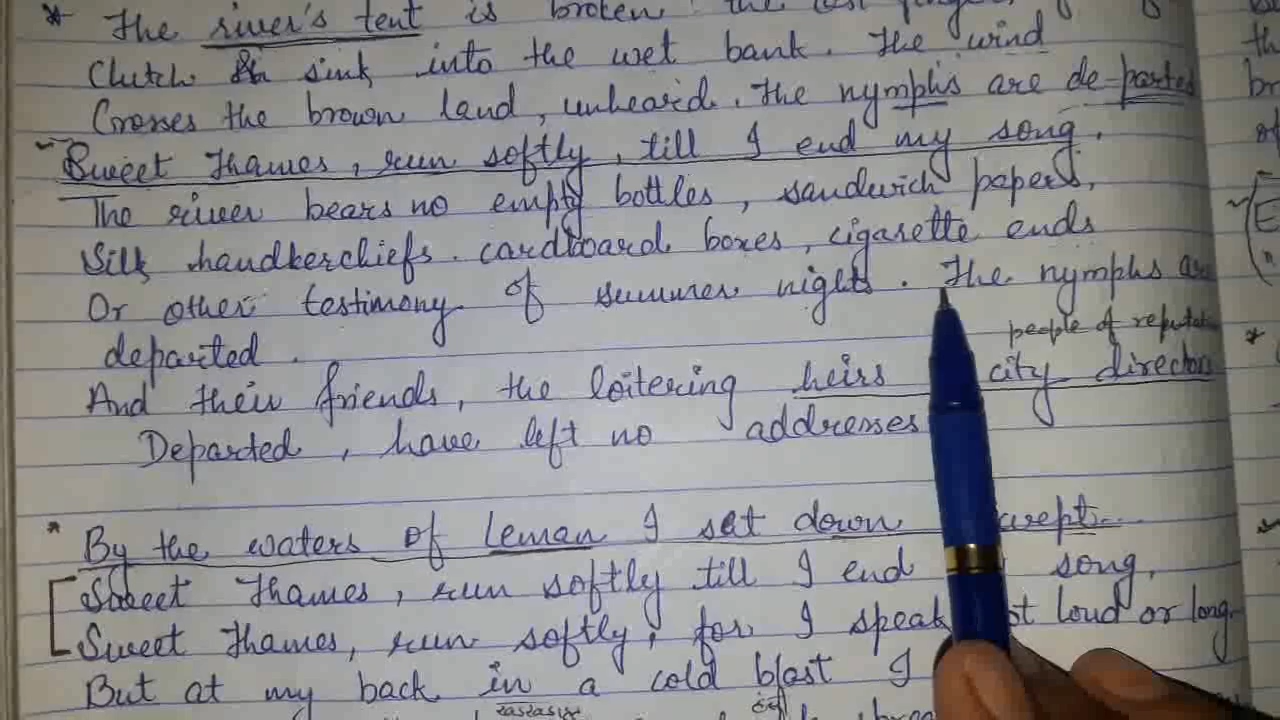 * The river's tent is broken: the last
Clutch & sink into the wet bank. The wind
Crosses the brown land, unheard. The nymphs are de-parted
Sweet Thames, run softly, till I end my song.
The river bears no empty bottles, sandwich papers,
Silk handkerchiefs. cardboard boxes, cigarette ends
Or other testimony of summer nights. The nymphs are
departed.
people of
And their friends, the loitering heirs city directors
Departed, have left no addresses
* By the waters of Leman I sat down wept...
Sweet Thames, run softly till I end song,
Sweet Thames, run softly, for I speak not loud or long.
But at my back in a cold blast I